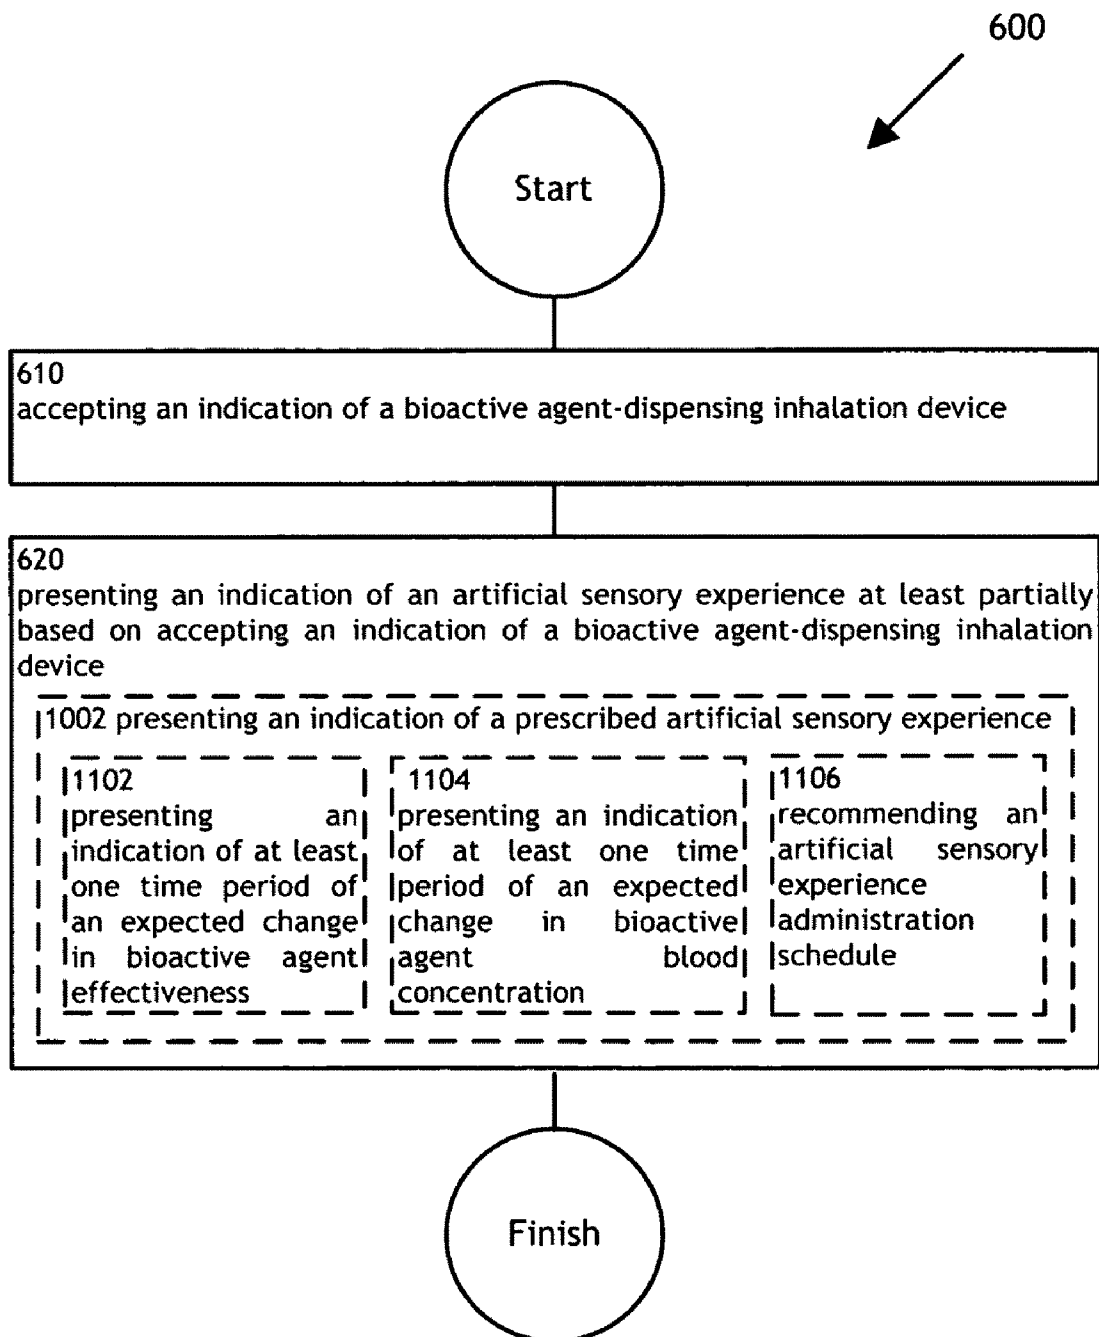 600
Start
610
accepting an indication of a bioactive agent-dispensing inhalation device
620
presenting an indication of an artificial sensory experience at least partially
based on accepting an indication of a bioactive agent-dispensing inhalation
device
1002 presenting an indication of a prescribed artificial sensory experience
1102
presenting an
indication of at least
one time period of
an expected change
in bioactive agent
effectiveness
1104
presenting an indication
of at least one time
period of an expected
change in bioactive
agent blood
concentration
1106
recommending an
artificial sensory
experience
administration
schedule
Finish